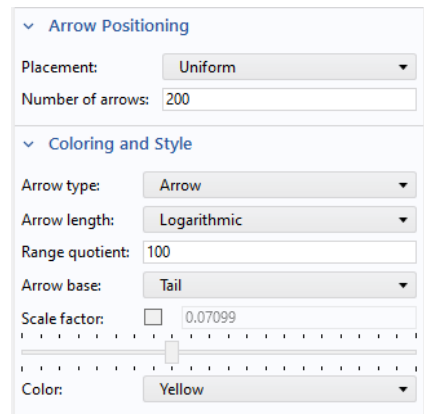 Arrow Positioning
Placement: Uniform
Number of arrows: 200
Coloring and Style
Arrow type: Arrow
Arrow length: Logarithmic
Range quotient: 100
Arrow base: Tail
Scale factor: 0.07099
Color: Yellow